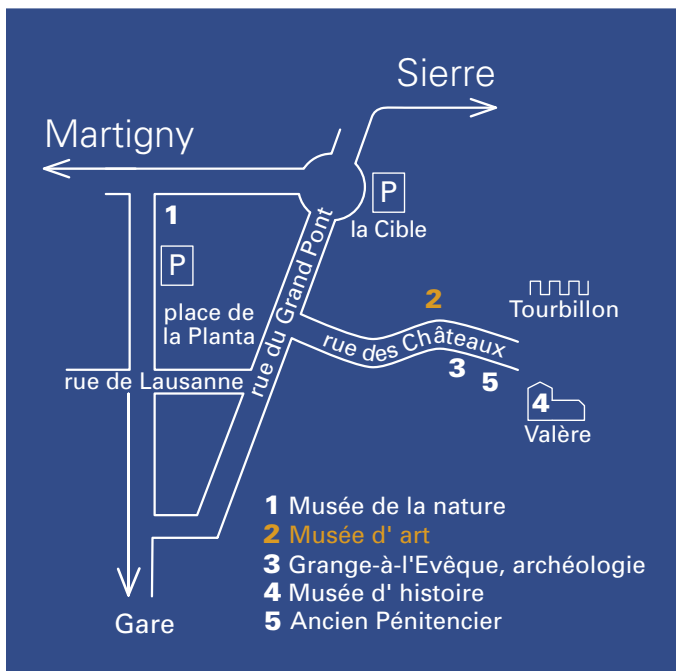 Sierre
Martigny
1
P
P
la Cible
place de
la Planta
rue du Grand Pont
2
Tourbillon
rue des Châteaux
3
5
rue de Lausanne
4
Valère
1 Musée de la nature
2 Musée d' art
3 Grange-à-l'Evêque, archéologie
4 Musée d' histoire
5 Ancien Pénitencier
Gare